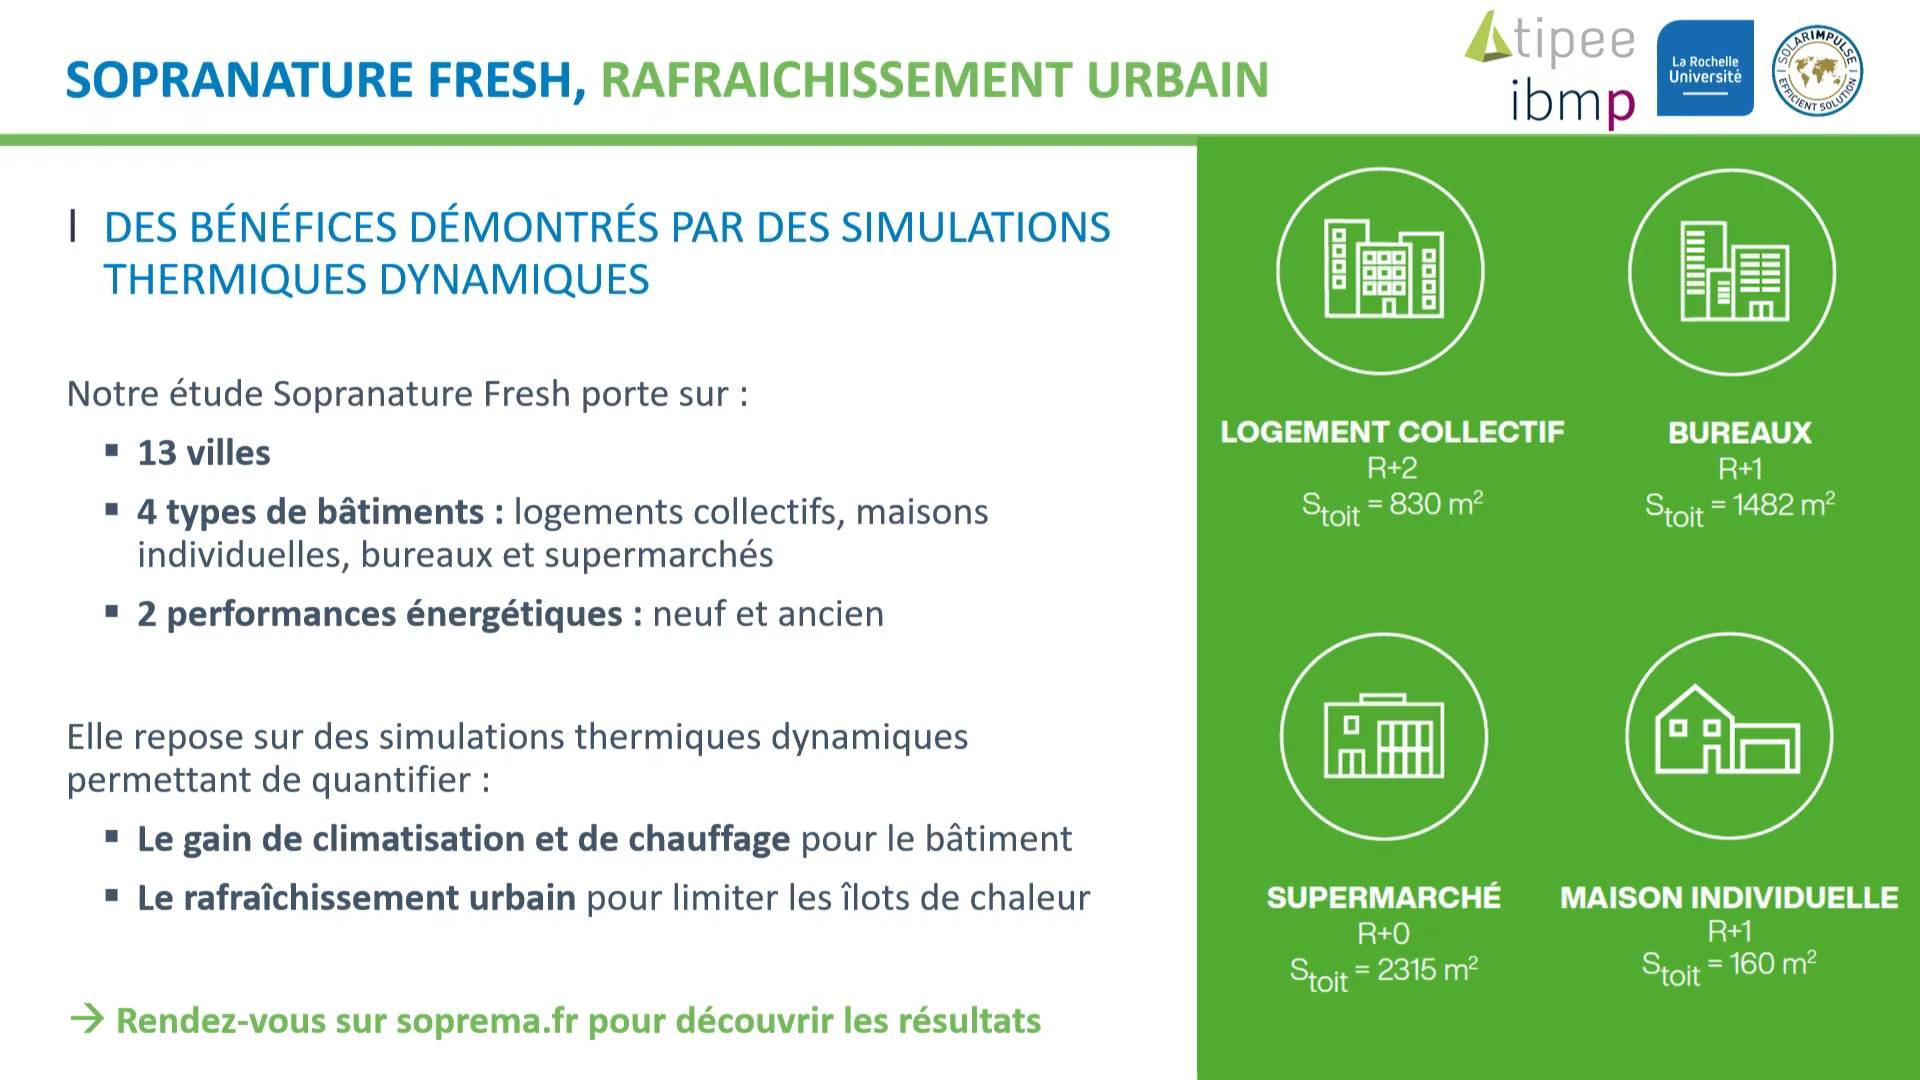 SOPRANATURE FRESH, RAFRAICHISSEMENT URBAIN
tipee
ibmp
La Rochelle
Université
SOLARIMPULSE
EFFICIENT SOLUTION
DES BÉNÉFICES DÉMONTRÉS PAR DES SIMULATIONS
THERMIQUES DYNAMIQUES
Notre étude Sopranature Fresh porte sur :
▪ 13 villes
▪ 4 types de bâtiments : logements collectifs, maisons
individuelles, bureaux et supermarchés
▪ 2 performances énergétiques : neuf et ancien
Elle repose sur des simulations thermiques dynamiques
permettant de quantifier :
▪ Le gain de climatisation et de chauffage pour le bâtiment
▪ Le rafraîchissement urbain pour limiter les îlots de chaleur
→ Rendez-vous sur soprema.fr pour découvrir les résultats
LOGEMENT COLLECTIF
R+2
Stoit = 830 m²
BUREAUX
R+1
Stoit = 1482 m²
SUPERMARCHÉ
R+0
Stoit = 2315 m²
MAISON INDIVIDUELLE
R+1
Stoit = 160 m²